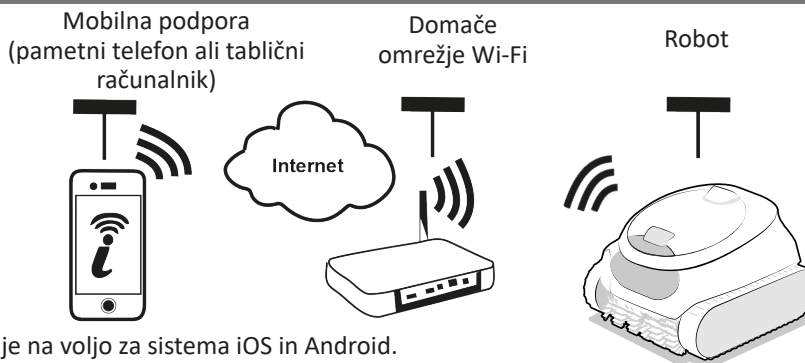 Mobilna podpora
(pametni telefon ali tablični
računalnik)
Domače
omrežje Wi-Fi
Robot
Internet
i
je na voljo za sistema iOS in Android.